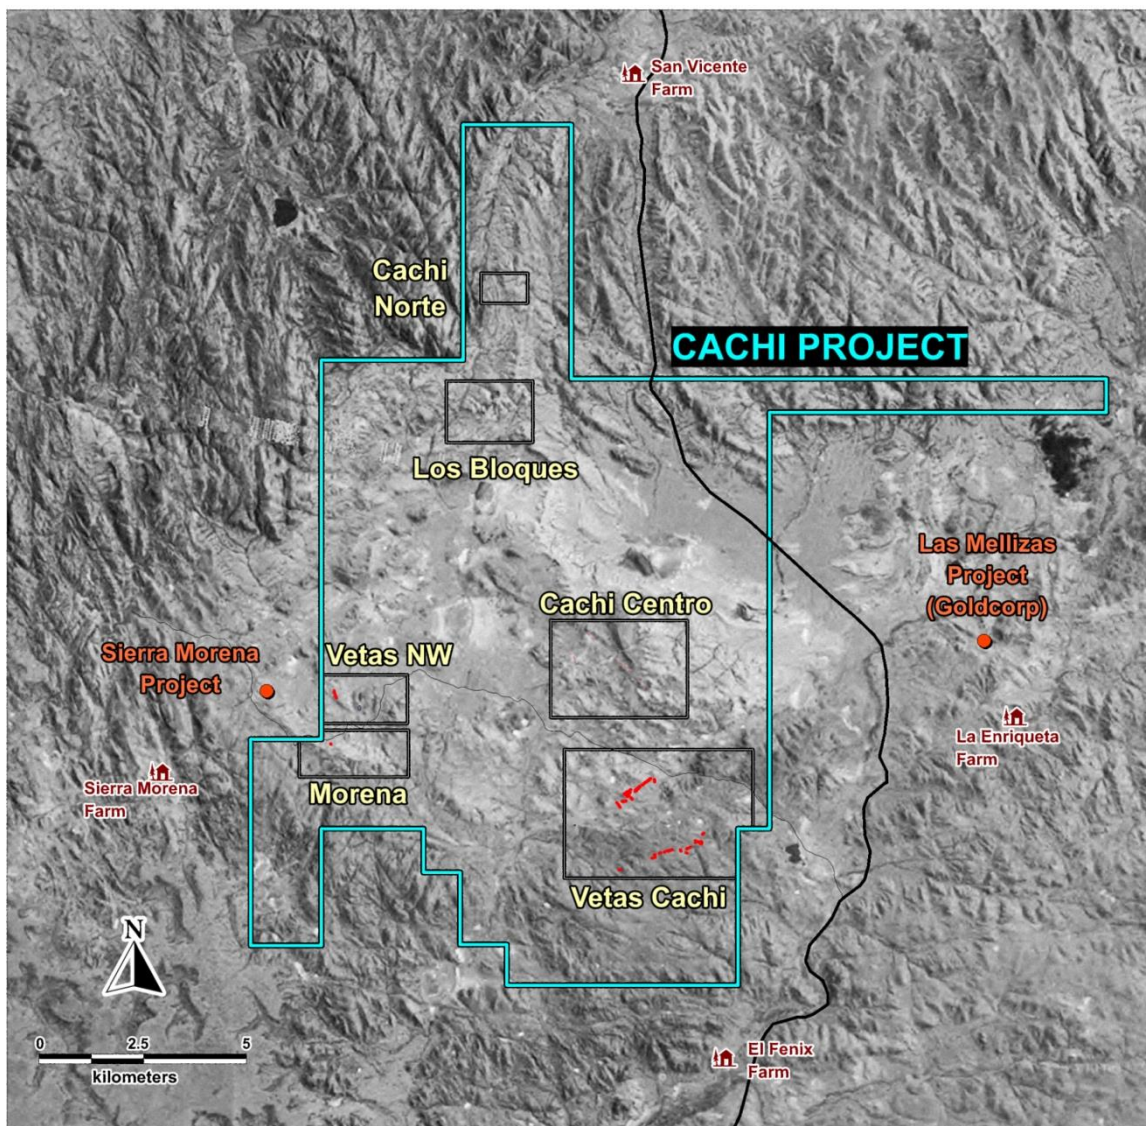 San Vicente
Farm
Cachi
Norte
CACHI PROJECT
Los Bloques
Las Mellizas
Project
(Goldcorp)
Cachi Centro
Sierra Morena
Project
Vetas NW
La Enriqueta
Farm
Sierra Morena
Farm
Morena
Vetas Cachi
N
0 2.5 5
kilometers
El Fenix
Farm